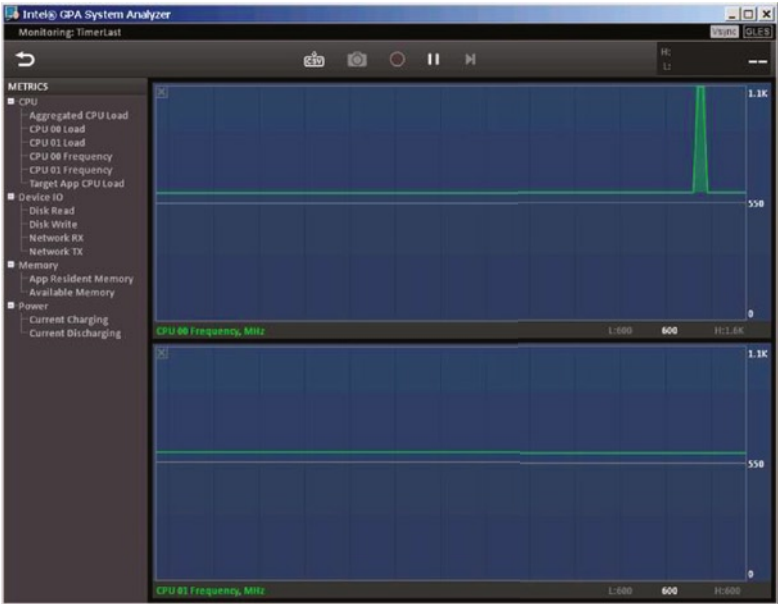 Intel® GPA System Analyzer
Monitoring: TimerLast
Vsync GLES
CSV
H:
L:
--
METRICS
CPU
Aggregated CPU Load
CPU 00 Load
CPU 01 Load
CPU 00 Frequency
CPU 01 Frequency
Target App CPU Load
Device IO
Disk Read
Disk Write
Network RX
Network TX
Memory
App Resident Memory
Available Memory
Power
Current Charging
Current Discharging
1.1K
550
0
CPU 00 Frequency, MHz L:600 600 H:1.6K
1.1K
550
0
CPU 01 Frequency, MHz L:600 600 H:600